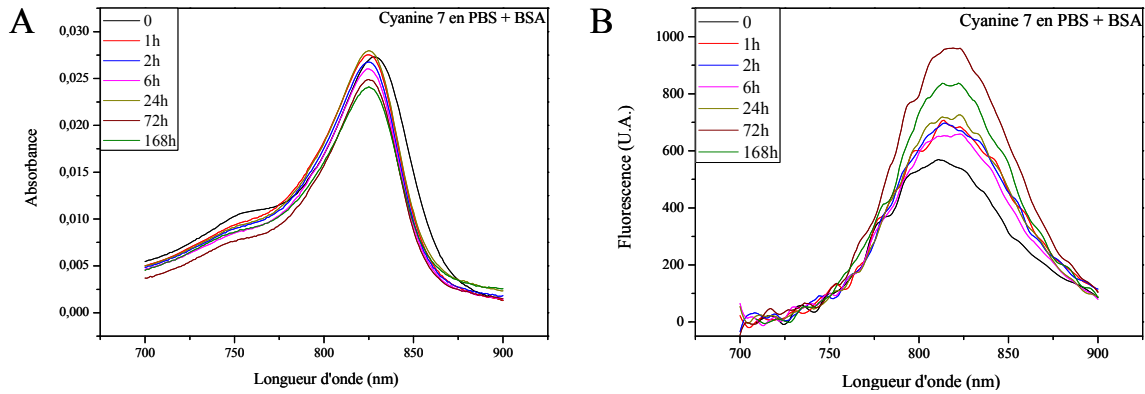 A
Cyanine 7 en PBS + BSA
0
1h
2h
6h
24h
72h
168h
0,030
0,025
0,020
0,015
0,010
0,005
0,000
Absorbance
700
750
800
850
900
Longueur d'onde (nm)
B
Cyanine 7 en PBS + BSA
0
1h
2h
6h
24h
72h
168h
1000
800
600
400
200
0
Fluorescence (U.A.)
700
750
800
850
900
Longueur d'onde (nm)